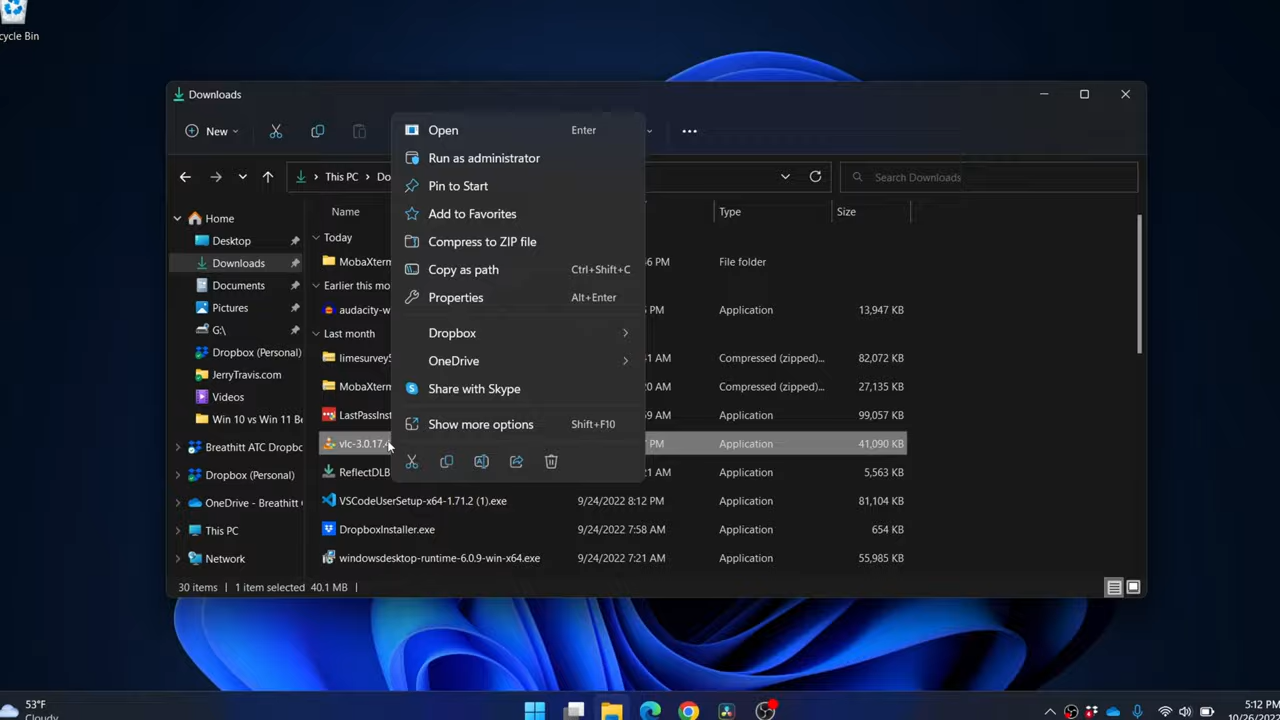 cycle Bin
Downloads
New
This PC
Do
Search Downloads
Name
Type
Size
Home
Desktop
Downloads
Documents
Pictures
G:\
Dropbox (Personal)
JerryTravis.com
Videos
Win 10 vs Win 11 Be
Breathitt ATC Dropbo
Dropbox (Personal)
OneDrive - Breathitt
This PC
Network
Today
MobaXterm 6 PM File folder
Earlier this mo
audacity-w PM Application 13,947 KB
Last month
limesurvey5 1 AM Compressed (zipped)... 82,072 KB
MobaXterm 0 AM Compressed (zipped)... 27,135 KB
LastPassInst 9 AM Application 99,057 KB
vlc-3.0.17.4 PM Application 41,090 KB
ReflectDLB 1 AM Application 5,563 KB
VSCodeUserSetup-x64-1.71.2 (1).exe 9/24/2022 8:12 PM Application 81,104 KB
DropboxInstaller.exe 9/24/2022 7:58 AM Application 654 KB
windowsdesktop-runtime-6.0.9-win-x64.exe 9/24/2022 7:21 AM Application 55,985 KB
Open Enter
Run as administrator
Pin to Start
Add to Favorites
Compress to ZIP file
Copy as path Ctrl+Shift+C
Properties Alt+Enter
Dropbox
OneDrive
Share with Skype
Show more options Shift+F10
30 items 1 item selected 40.1 MB
53°F
Cloudy
5:12 PM
10/26/2022